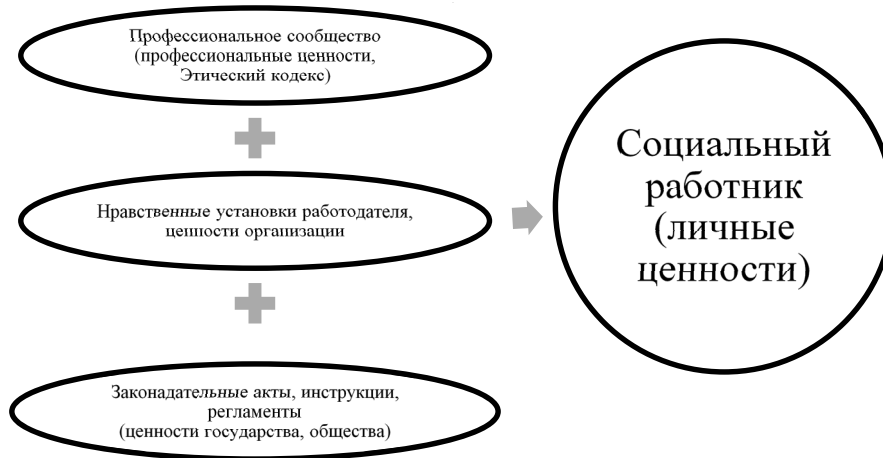 Профессиональное сообщество
(профессиональные ценности,
Этический кодекс)
Нравственные установки работодателя,
ценности организации
Законадательные акты, инструкции,
регламенты
(ценности государства, общества)
Социальный
работник
(личные
ценности)